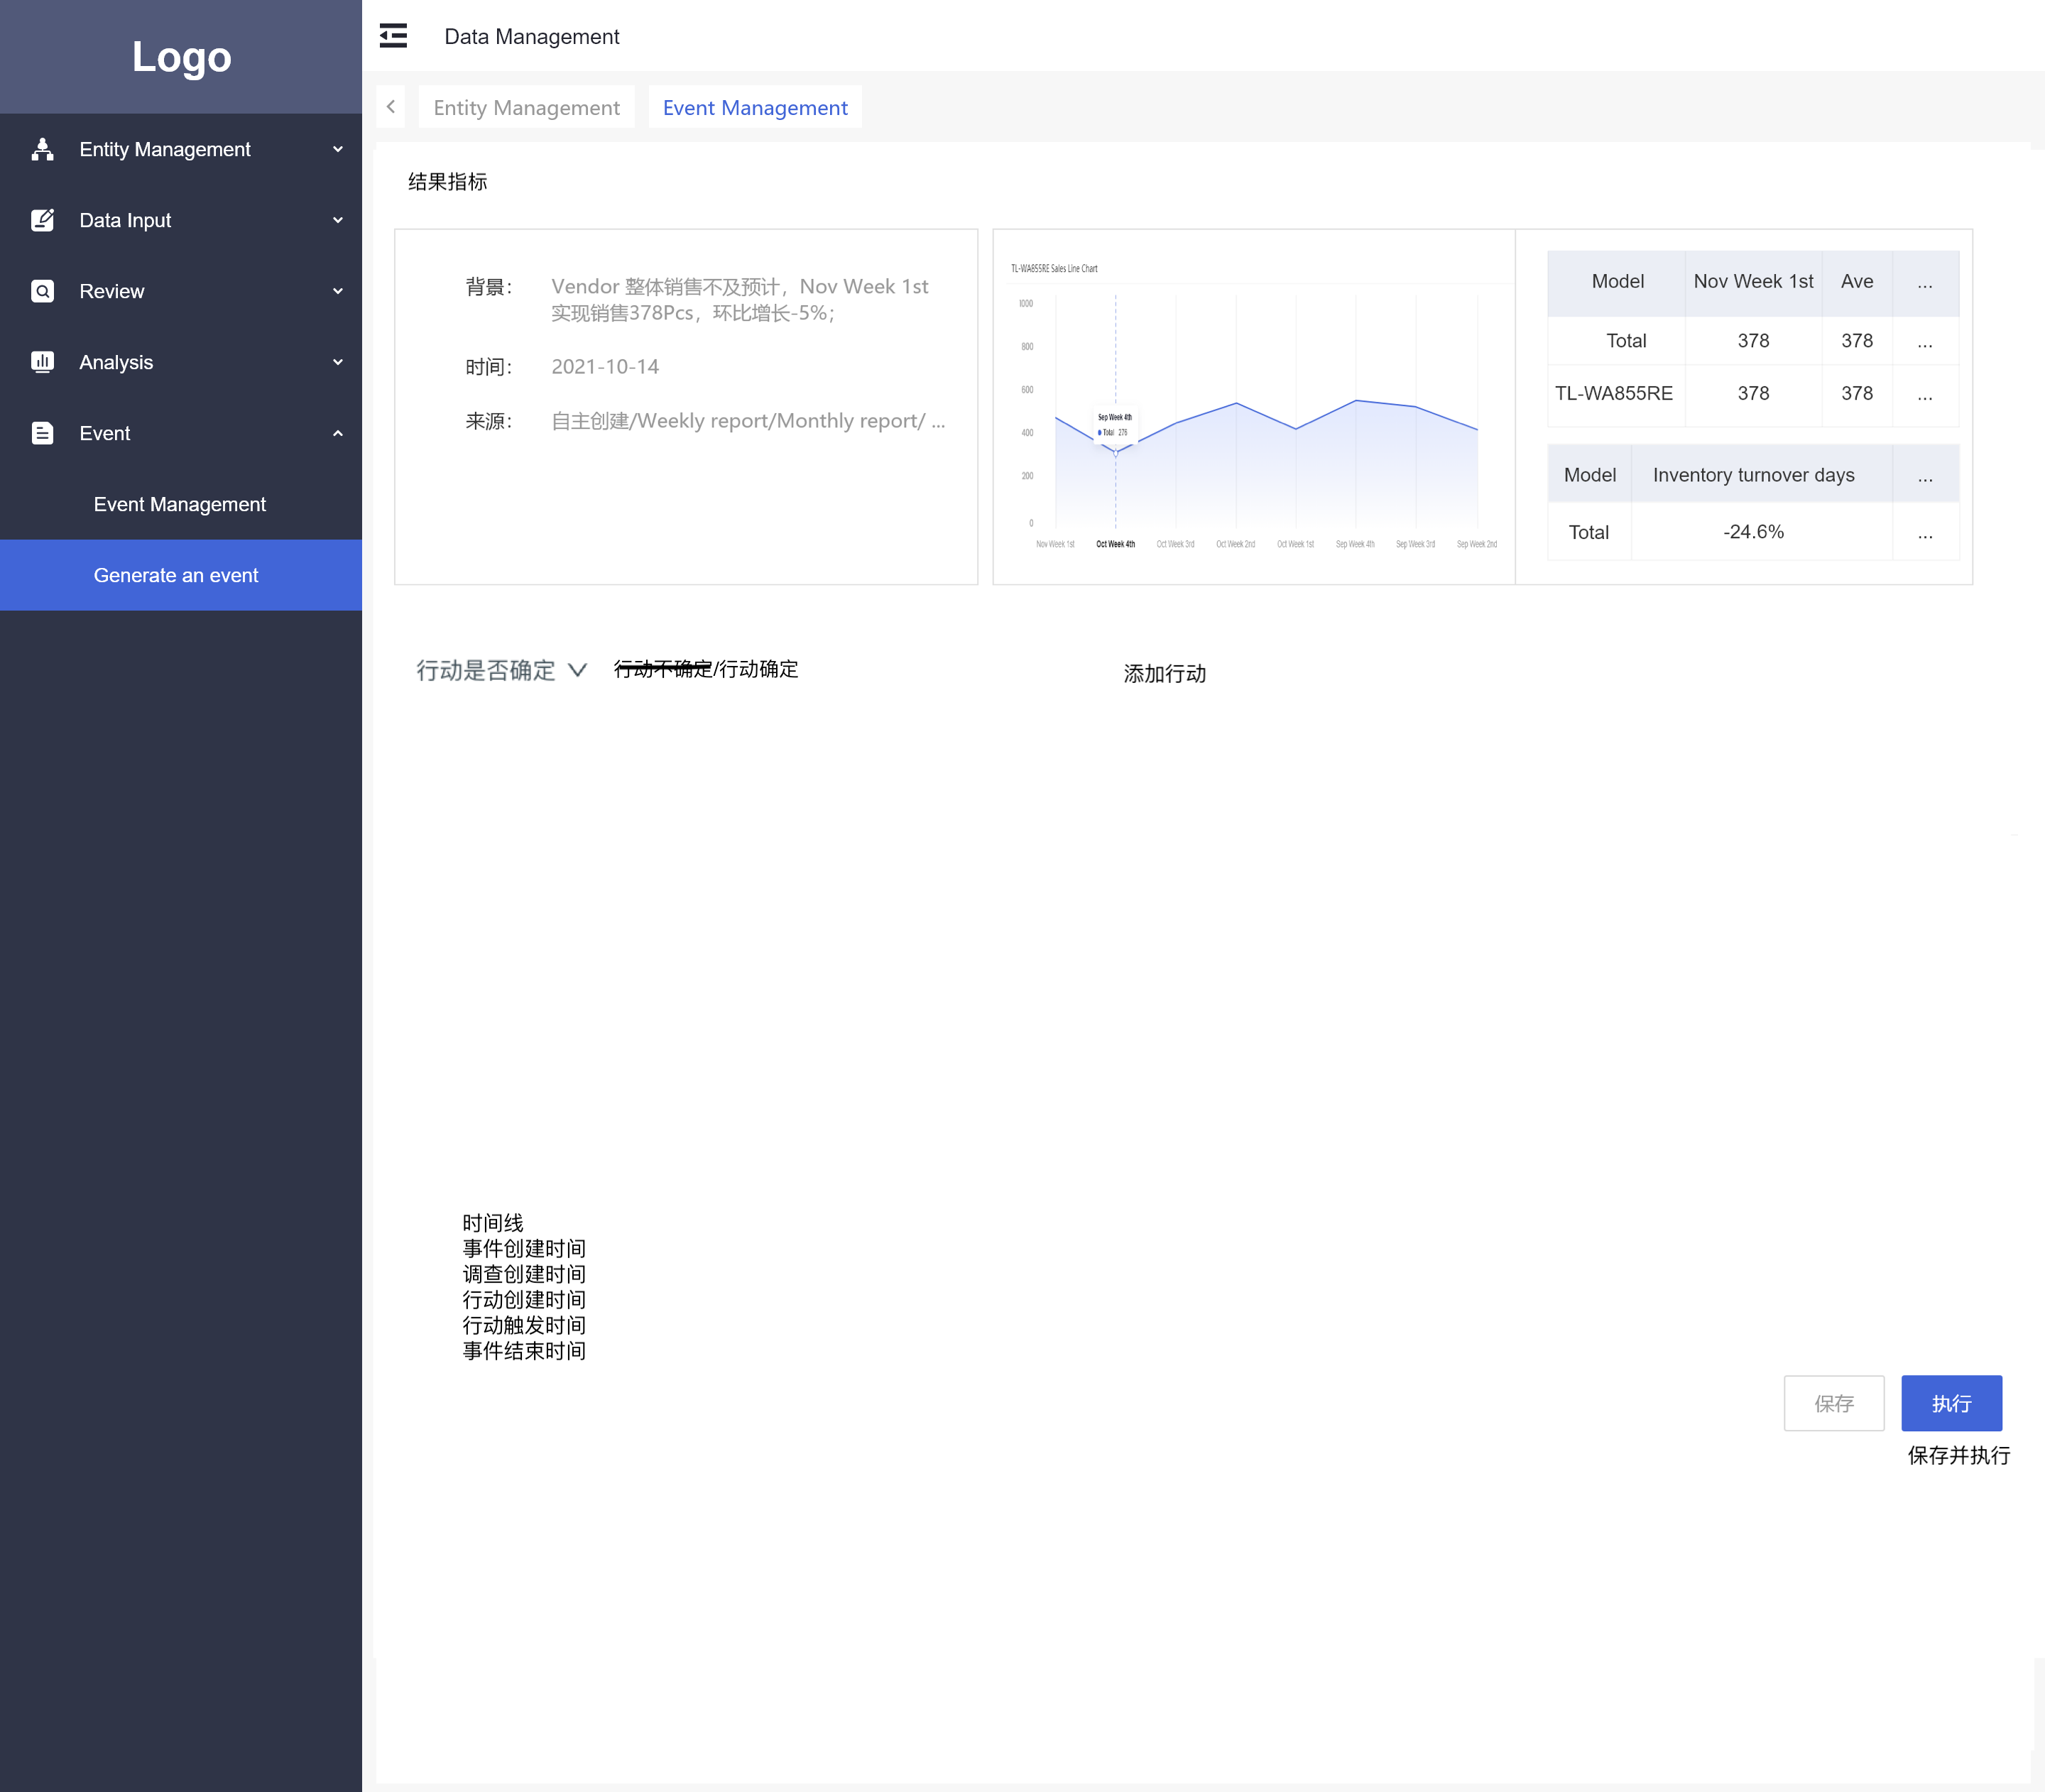 Logo
Data Management
Entity Management
Event Management
Entity Management
Data Input
Review
Analysis
Event
Event Management
Generate an event
结果指标
背景：
Vendor 整体销售不及预计，Nov Week 1st
实现销售378Pcs，环比增长-5%；
时间：
2021-10-14
来源：
自主创建/Weekly report/Monthly report/ ...
TL-WA855RE Sales Line Chart
1000
800
600
400
200
0
Sep Week 4th
Total 276
Nov Week 1st
Oct Week 4th
Oct Week 3rd
Oct Week 2nd
Oct Week 1st
Sep Week 4th
Sep Week 3rd
Sep Week 2nd
Model Nov Week 1st Ave ...
Total 378 378 ...
TL-WA855RE 378 378 ...
Model Inventory turnover days ...
Total -24.6% ...
行动是否确定
行动不确定/行动确定
添加行动
时间线
事件创建时间
调查创建时间
行动创建时间
行动触发时间
事件结束时间
保存
执行
保存并执行